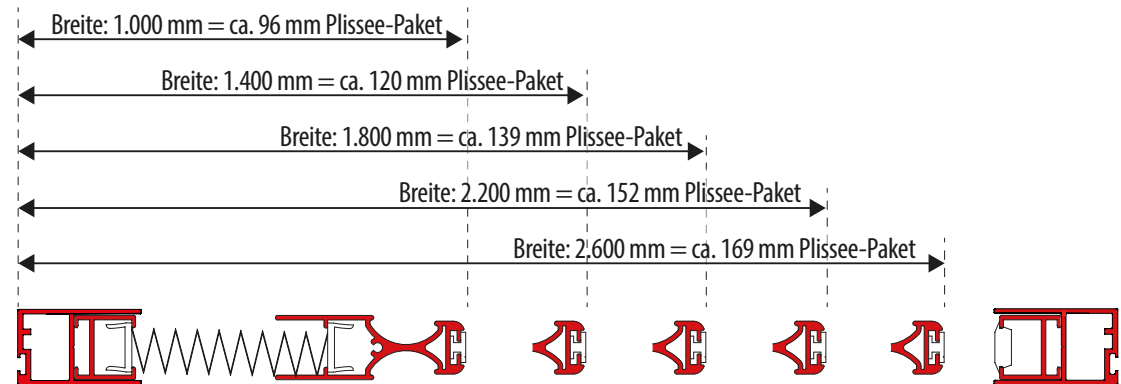 Breite: 1.000 mm = ca. 96 mm Plissee-Paket
Breite: 1.400 mm = ca. 120 mm Plissee-Paket
Breite: 1.800 mm = ca. 139 mm Plissee-Paket
Breite: 2.200 mm = ca. 152 mm Plissee-Paket
Breite: 2.600 mm = ca. 169 mm Plissee-Paket